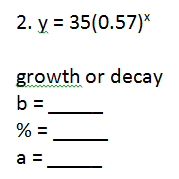 2. y = 35(0.57)ˣ
growth or decay
b = ______
% = ______
a = ______